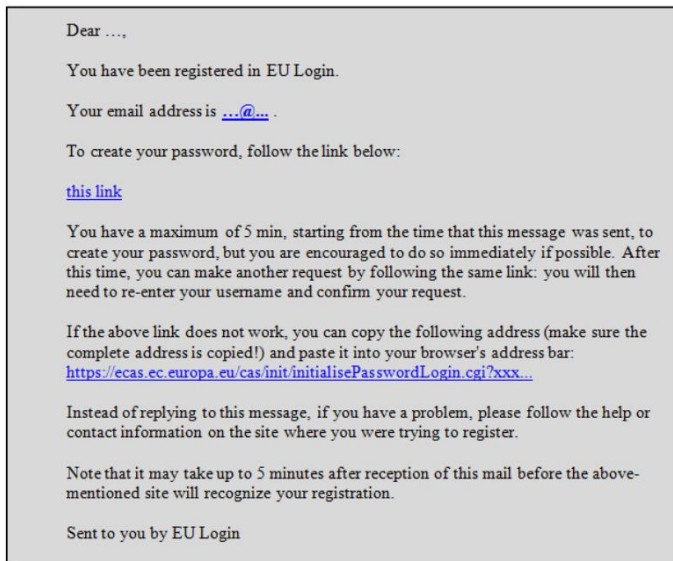 Dear …,
You have been registered in EU Login.
Your email address is …@... .
To create your password, follow the link below:
this link
You have a maximum of 5 min, starting from the time that this message was sent, to
create your password, but you are encouraged to do so immediately if possible. After
this time, you can make another request by following the same link: you will then
need to re-enter your username and confirm your request.
If the above link does not work, you can copy the following address (make sure the
complete address is copied!) and paste it into your browser's address bar:
https://ecas.ec.europa.eu/cas/init/initialisePasswordLogin.cgi?xxx...
Instead of replying to this message, if you have a problem, please follow the help or
contact information on the site where you were trying to register.
Note that it may take up to 5 minutes after reception of this mail before the above-
mentioned site will recognize your registration.
Sent to you by EU Login